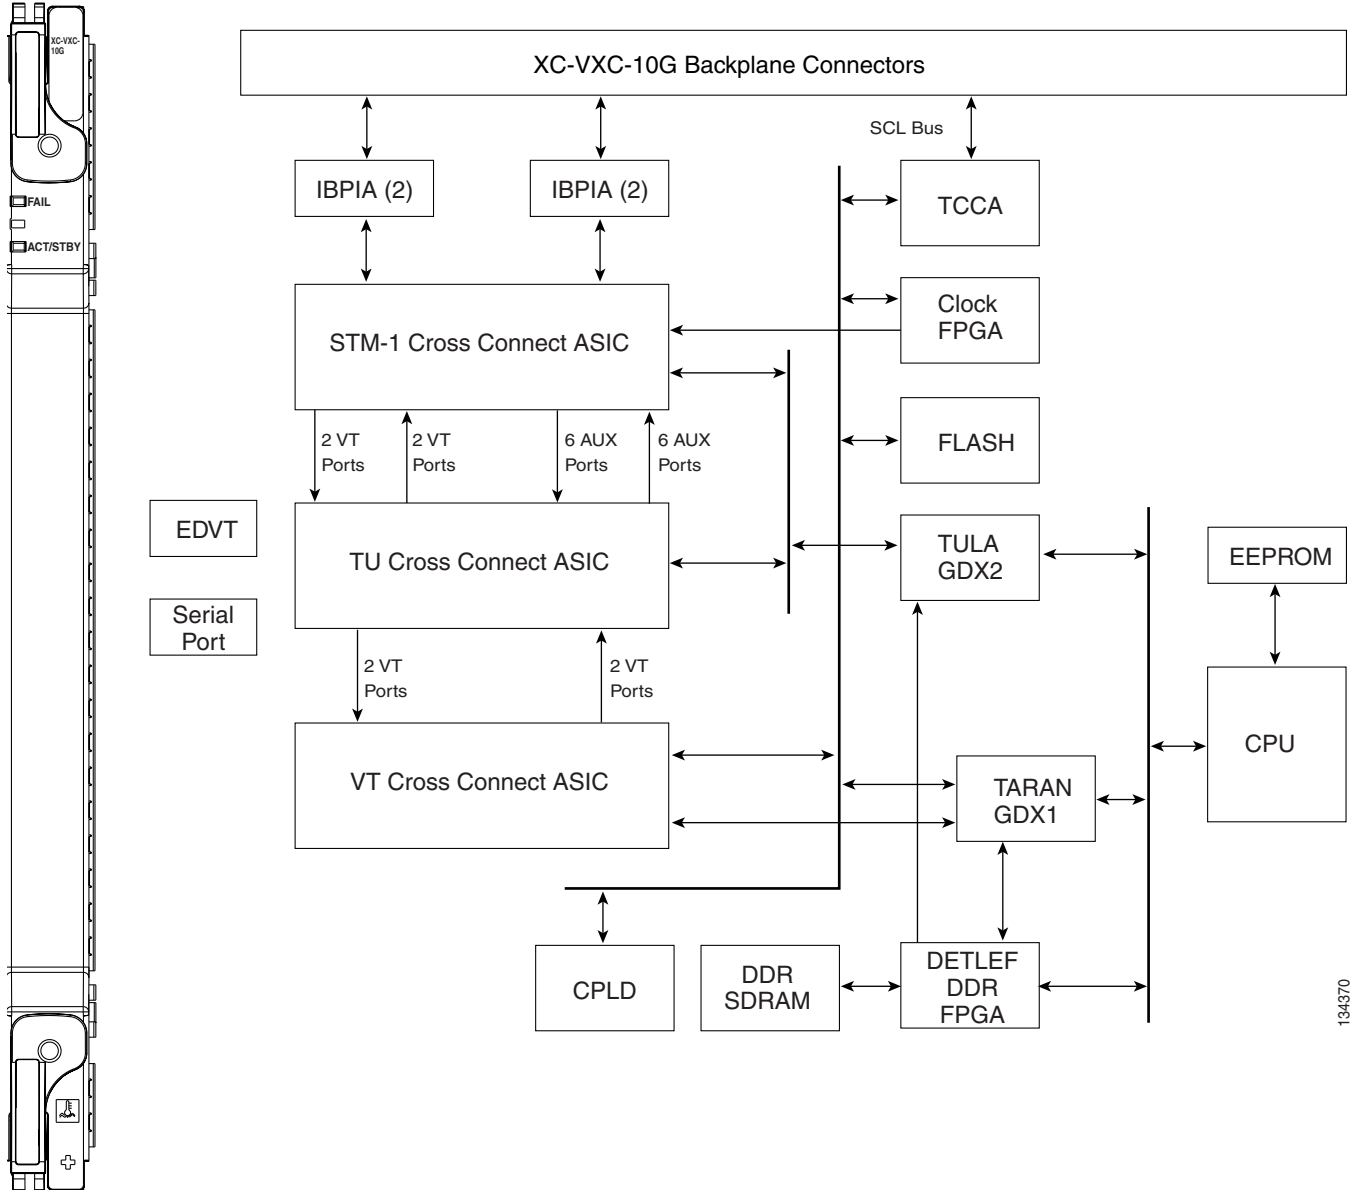 XC-VXC-
10G
FAIL
ACT/STBY
XC-VXC-10G Backplane Connectors
SCL Bus
IBPIA (2)
IBPIA (2)
TCCA
Clock
FPGA
STM-1 Cross Connect ASIC
2 VT
Ports
2 VT
Ports
6 AUX
Ports
6 AUX
Ports
FLASH
EDVT
TU Cross Connect ASIC
TULA
GDX2
EEPROM
Serial
Port
2 VT
Ports
2 VT
Ports
CPU
VT Cross Connect ASIC
TARAN
GDX1
CPLD
DDR
SDRAM
DETLEF
DDR
FPGA
134370